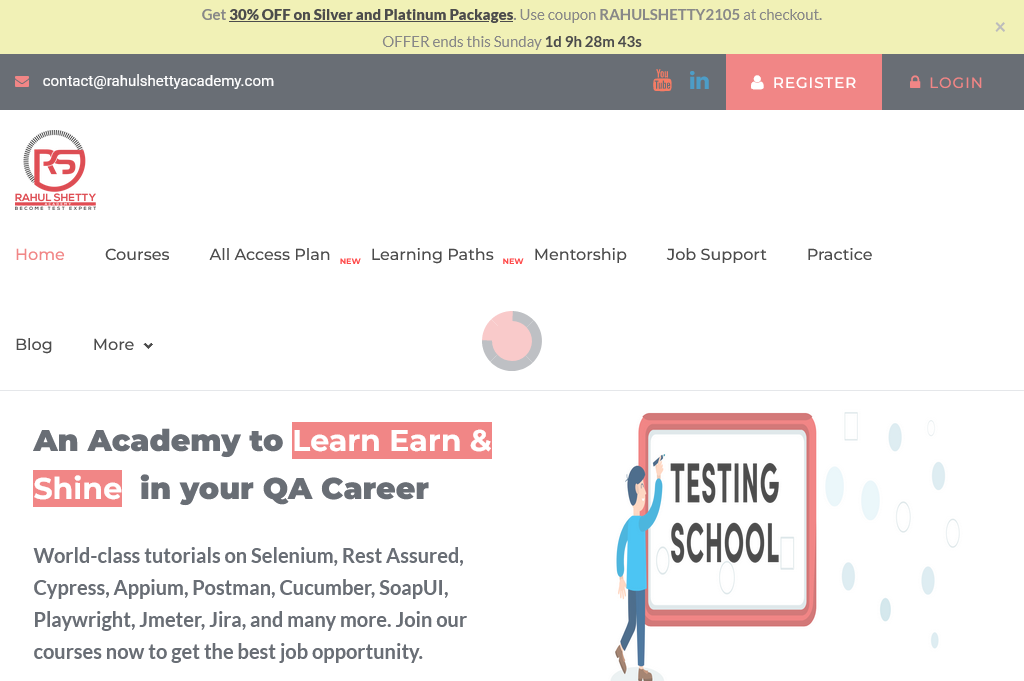 Get 30% OFF on Silver and Platinum Packages. Use coupon RAHULSHETTY2105 at checkout.
OFFER ends this Sunday 1d 9h 28m 43s
×
contact@rahulshettyacademy.com
You Tube
in
REGISTER
LOGIN
RS
RAHUL SHETTY
ACADEMY
BECOME TEST EXPERT
Home
Courses
All Access Plan NEW
Learning Paths NEW
Mentorship
Job Support
Practice
Blog
More
An Academy to Learn Earn &
Shine in your QA Career
World-class tutorials on Selenium, Rest Assured,
Cypress, Appium, Postman, Cucumber, SoapUI,
Playwright, Jmeter, Jira, and many more. Join our
courses now to get the best job opportunity.
TESTING
SCHOOL